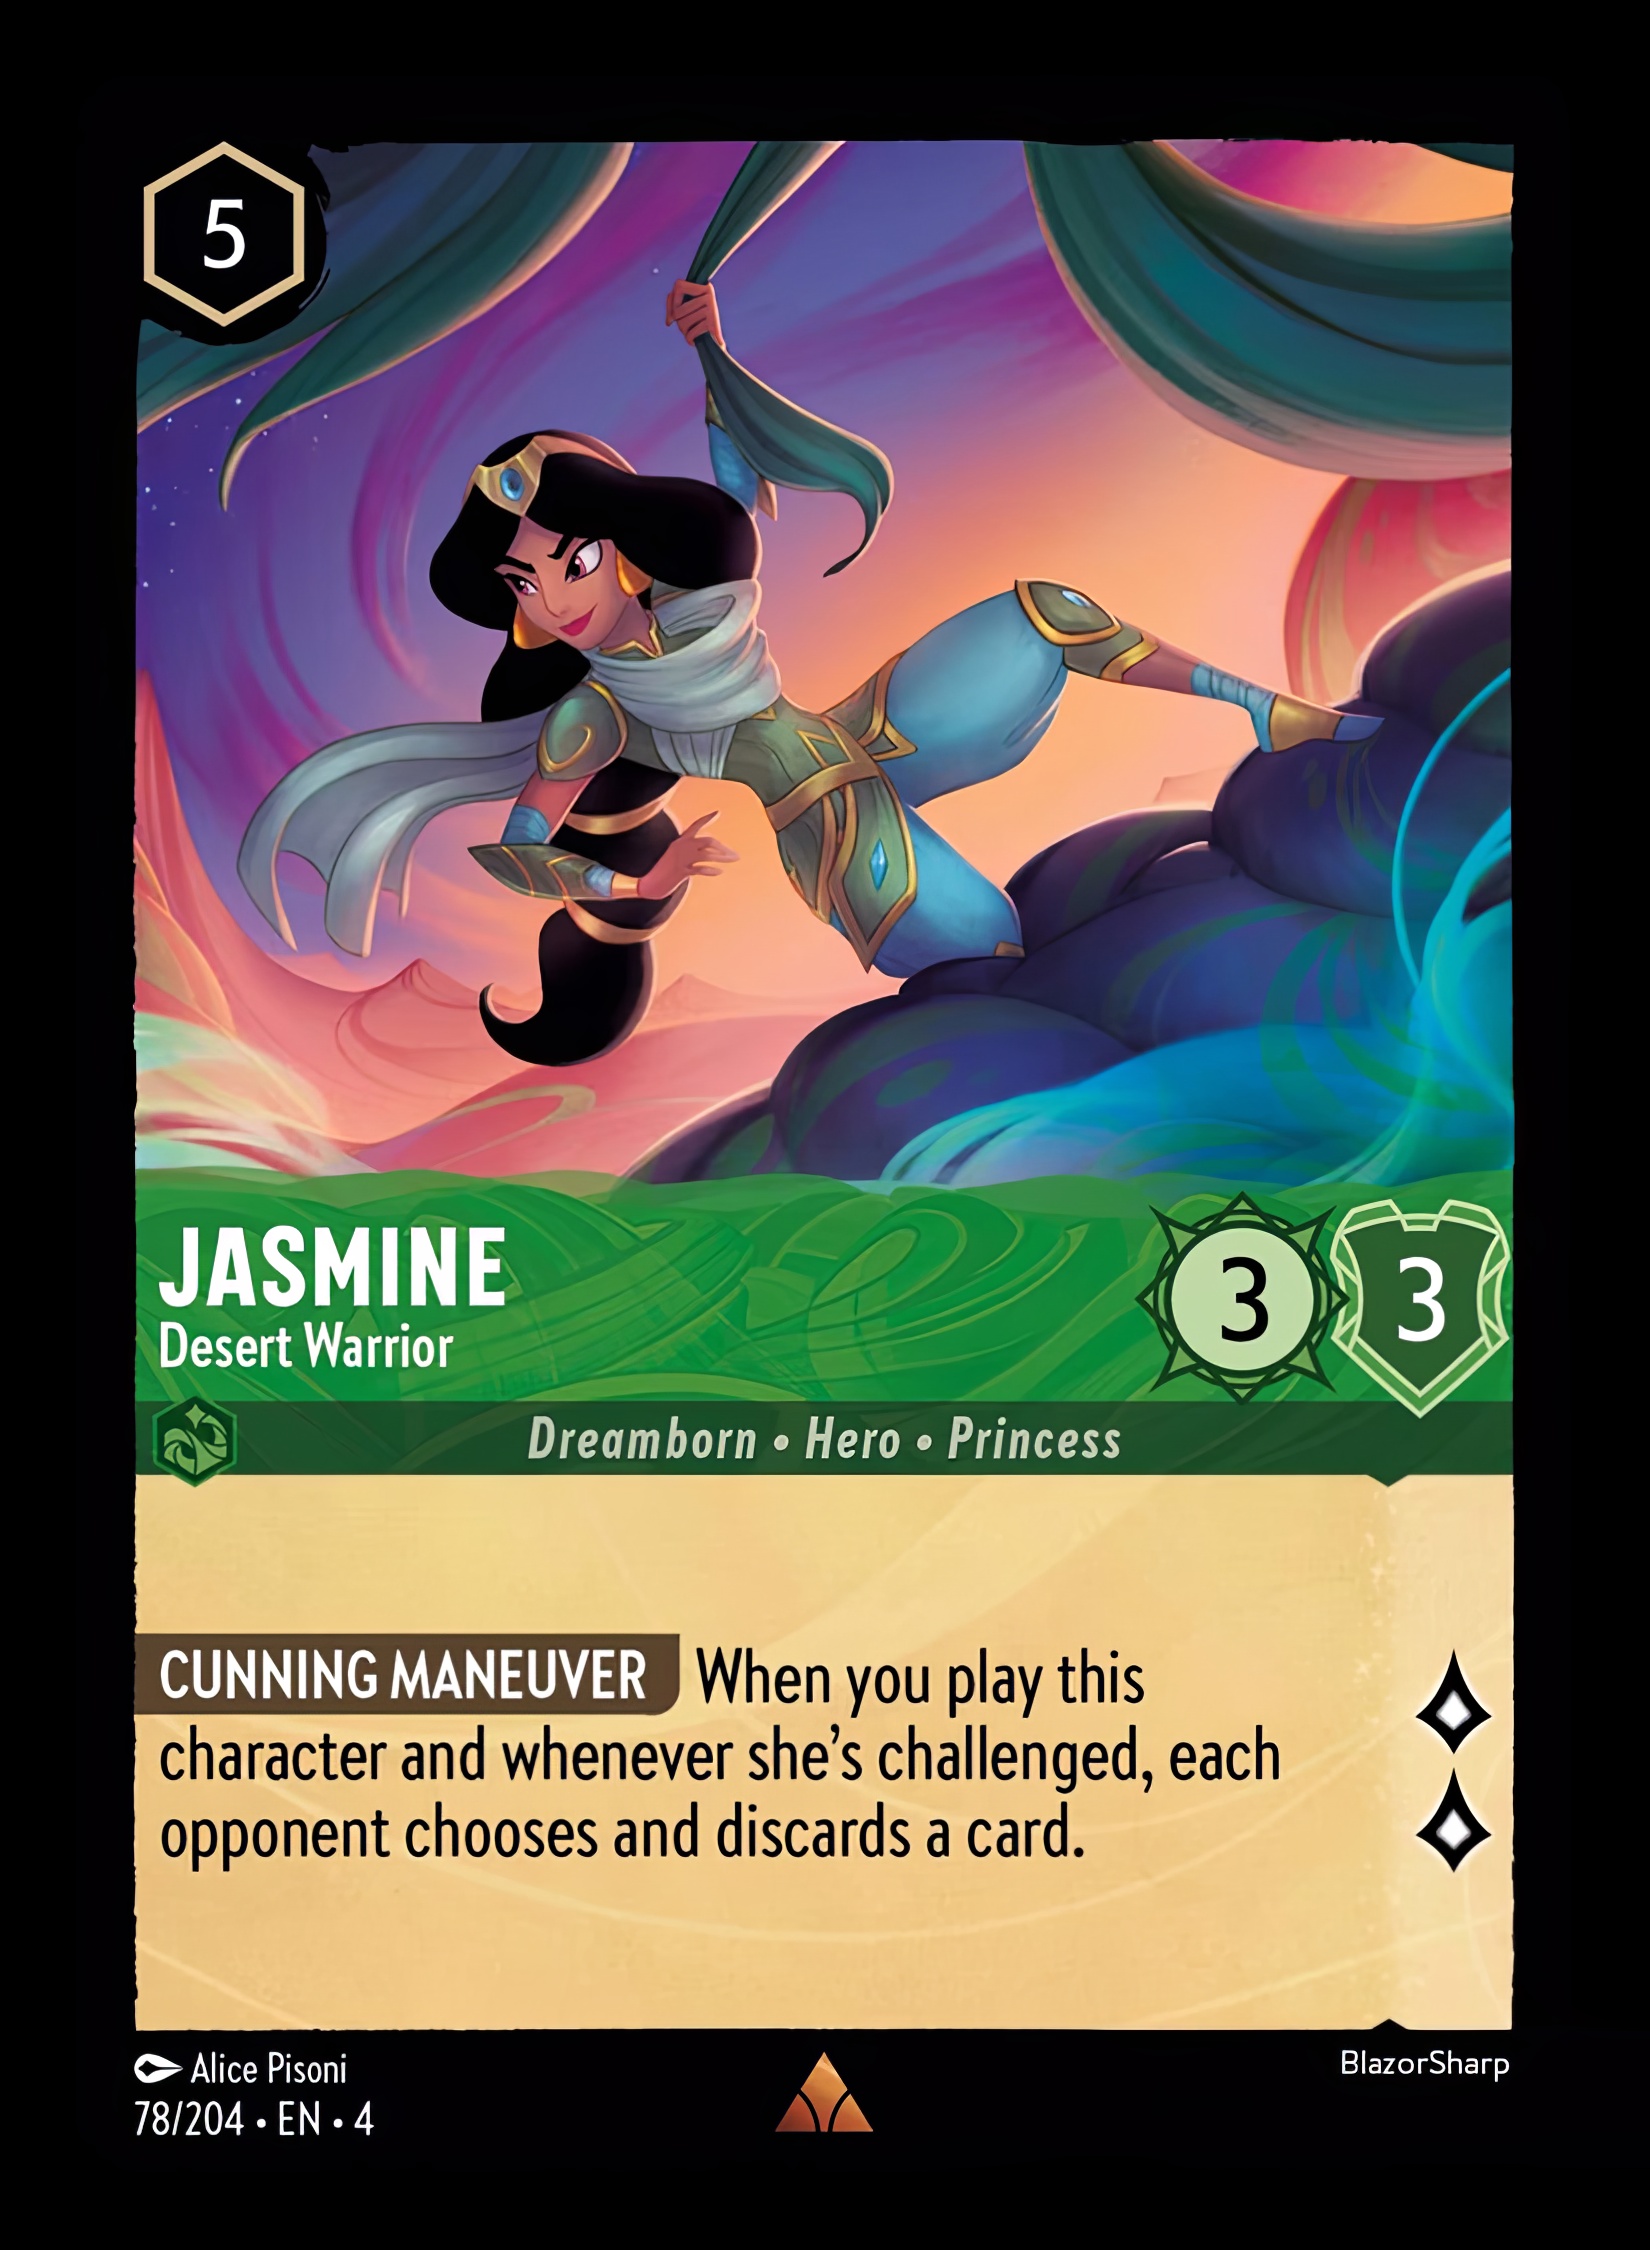 5
JASMINE
Desert Warrior
3
3
Dreamborn • Hero • Princess
CUNNING MANEUVER When you play this
character and whenever she’s challenged, each
opponent chooses and discards a card.
Alice Pisoni
BlazorSharp
78/204 • EN • 4